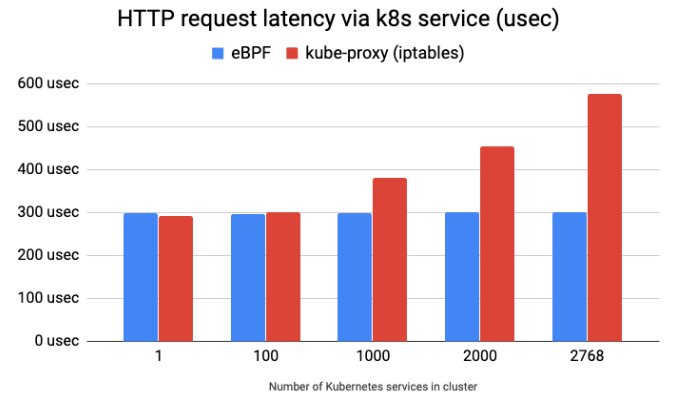 HTTP request latency via k8s service (usec)
eBPF kube-proxy (iptables)
600 usec
500 usec
400 usec
300 usec
200 usec
100 usec
0 usec
1 100 1000 2000 2768
Number of Kubernetes services in cluster